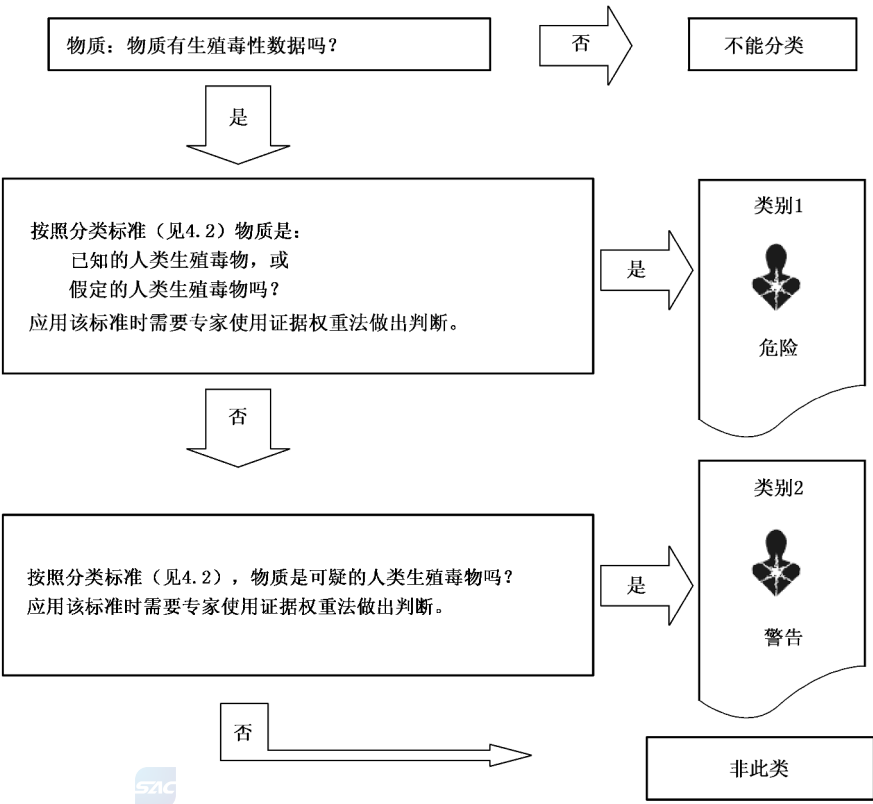 物质：物质有生殖毒性数据吗？
否
不能分类
是
按照分类标准（见4.2）物质是：
已知的人类生殖毒物，或
假定的人类生殖毒物吗？
应用该标准时需要专家使用证据权重法做出判断。
是
类别1
危险
否
按照分类标准（见4.2），物质是可疑的人类生殖毒物吗？
应用该标准时需要专家使用证据权重法做出判断。
是
类别2
警告
否
非此类
SAC